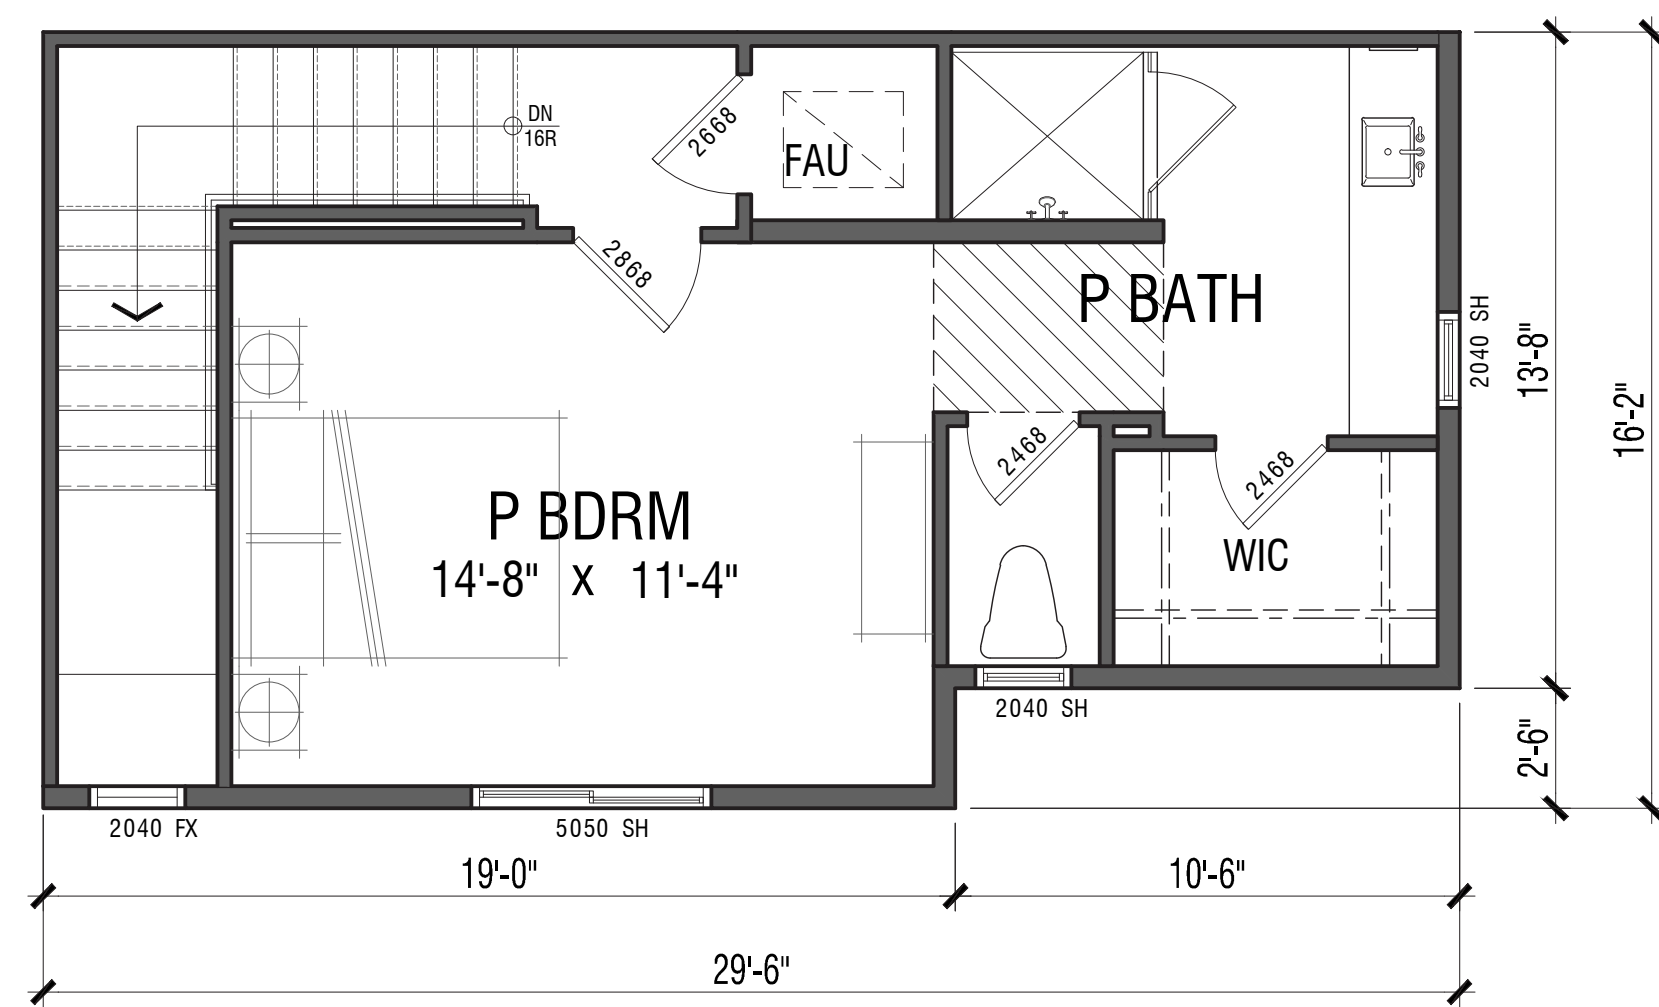 DN
16R
2668
FAU
2868
P BATH
2040 SH
13'-8"
16'-2"
2468
2468
P BDRM
14'-8" x 11'-4"
WIC
2040 SH
2'-6"
2040 FX
5050 SH
19'-0"
10'-6"
29'-6"